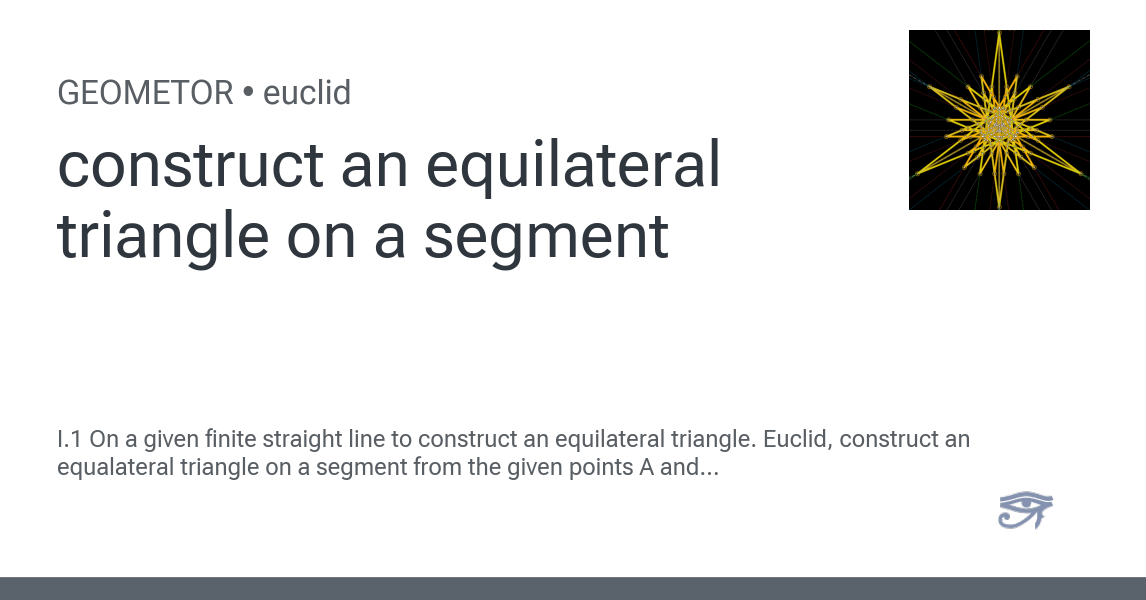 GEOMETOR • euclid
construct an equilateral
triangle on a segment
I.1 On a given finite straight line to construct an equilateral triangle. Euclid, construct an
equalateral triangle on a segment from the given points A and...